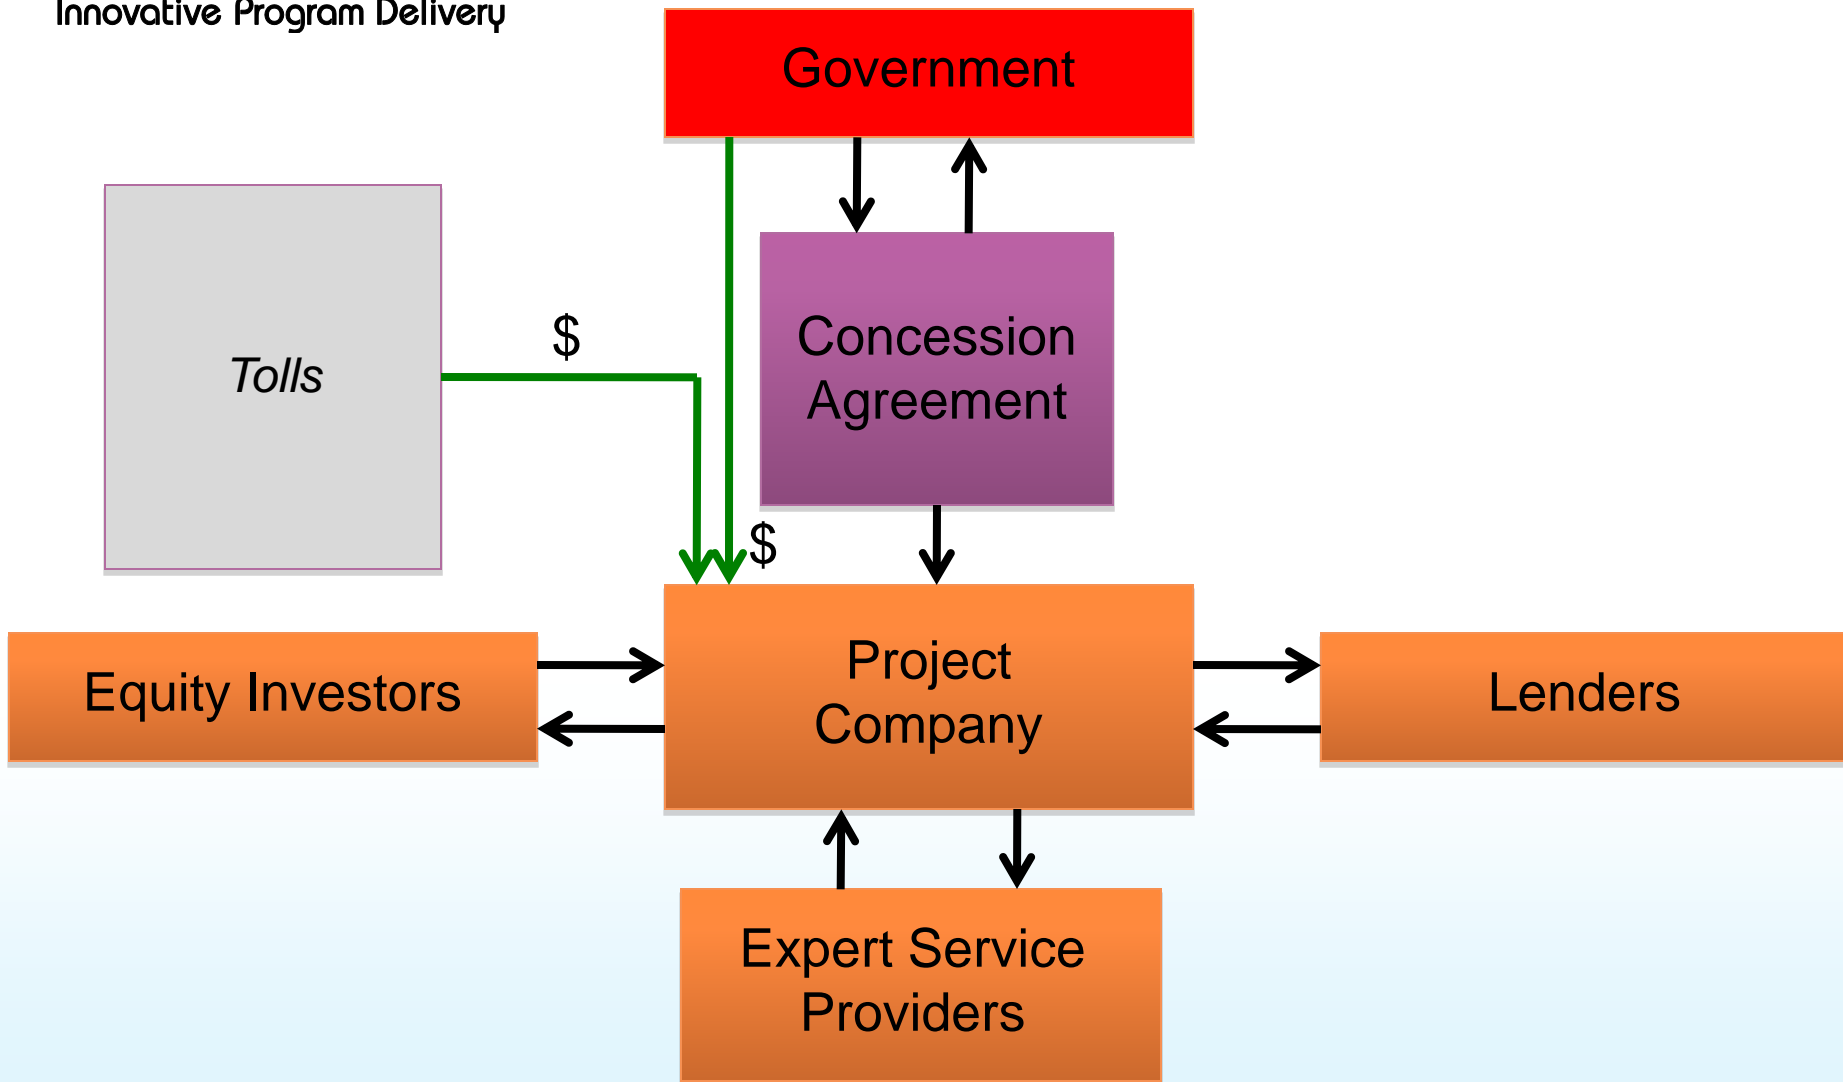 Innovative Program Delivery
Government
Tolls
$
Concession
Agreement
$
Equity Investors
Project
Company
Lenders
Expert Service
Providers